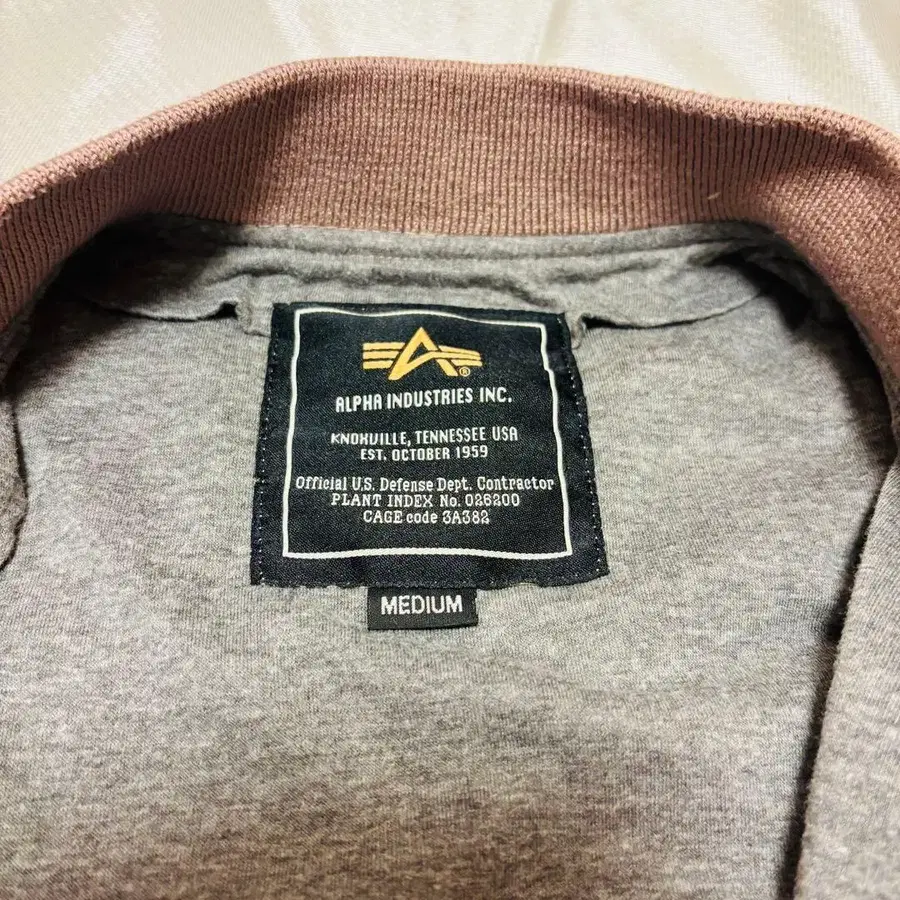 ®
ALPHA INDUSTRIES INC.
KNOXVILLE, TENNESSEE USA
EST. OCTOBER 1959
Official U.S. Defense Dept. Contractor
PLANT INDEX No. 026200
CAGE code 3A382
MEDIUM